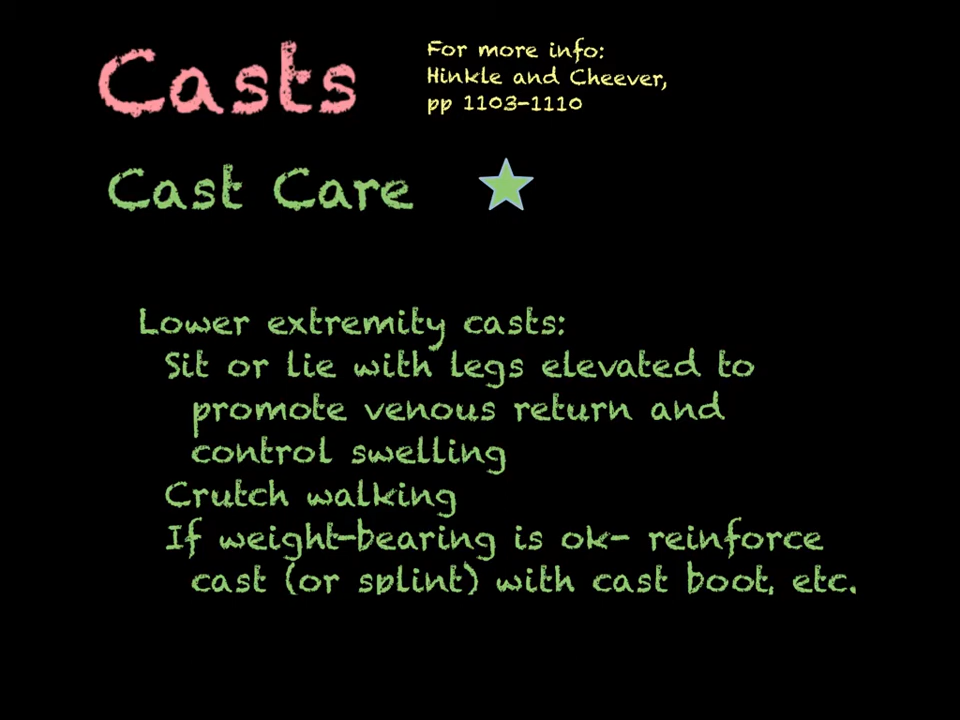 Casts
For more info:
Hinkle and Cheever,
pp 1103-1110
Cast Care
Lower extremity casts:
Sit or lie with legs elevated to
promote venous return and
control swelling
Crutch walking
If weight-bearing is ok- reinforce
cast (or splint) with cast boot, etc.